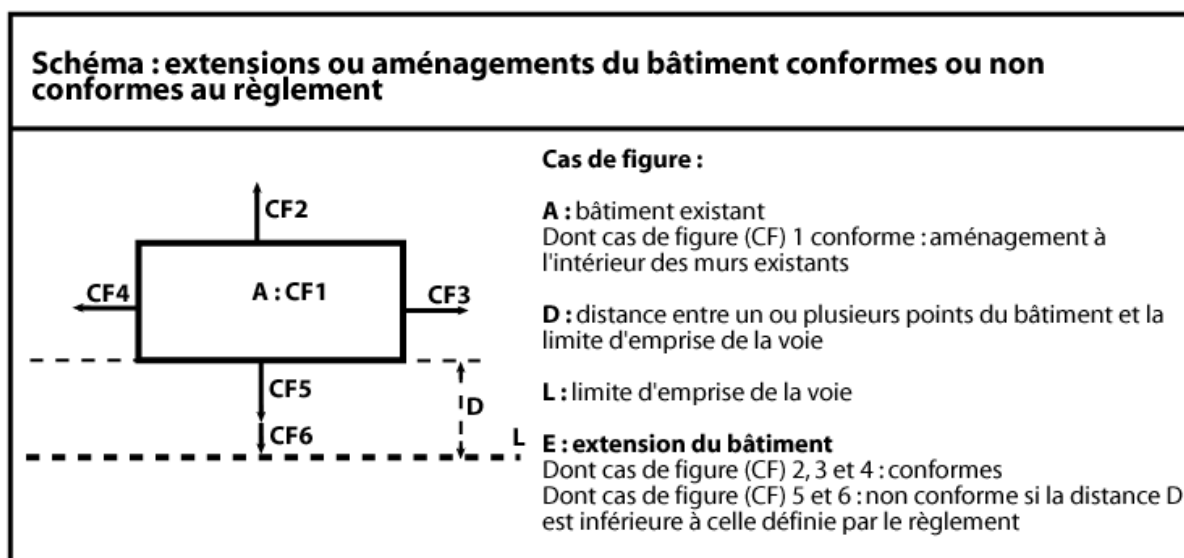 Schéma : extensions ou aménagements du bâtiment conformes ou non
conformes au règlement
Cas de figure :
A : bâtiment existant
Dont cas de figure (CF) 1 conforme : aménagement à
l'intérieur des murs existants
D : distance entre un ou plusieurs points du bâtiment et la
limite d'emprise de la voie
L : limite d'emprise de la voie
E : extension du bâtiment
Dont cas de figure (CF) 2, 3 et 4 : conformes
Dont cas de figure (CF) 5 et 6 : non conforme si la distance D
est inférieure à celle définie par le règlement
CF2
CF4
A : CF1
CF3
CF5
D
CF6
L